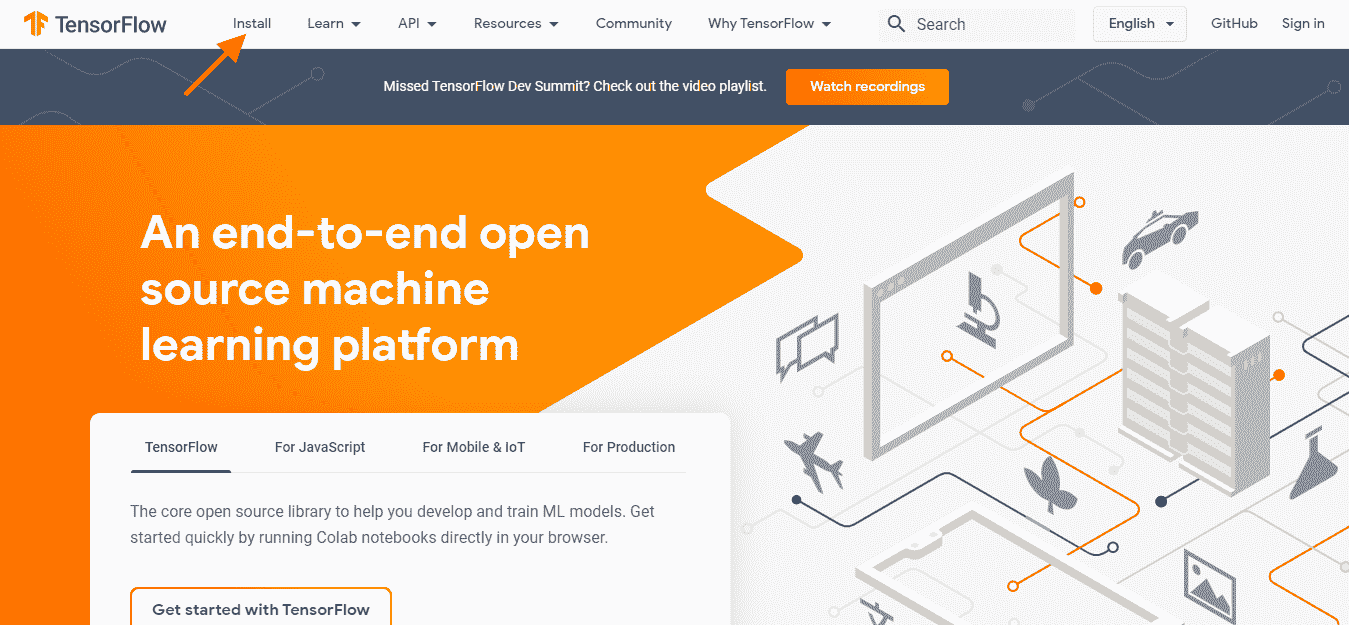 TensorFlow Install Learn API Resources Community Why TensorFlow Search English GitHub Sign in
Missed TensorFlow Dev Summit? Check out the video playlist. Watch recordings
An end-to-end open
source machine
learning platform
TensorFlow For JavaScript For Mobile & IoT For Production
The core open source library to help you develop and train ML models. Get
started quickly by running Colab notebooks directly in your browser.
Get started with TensorFlow